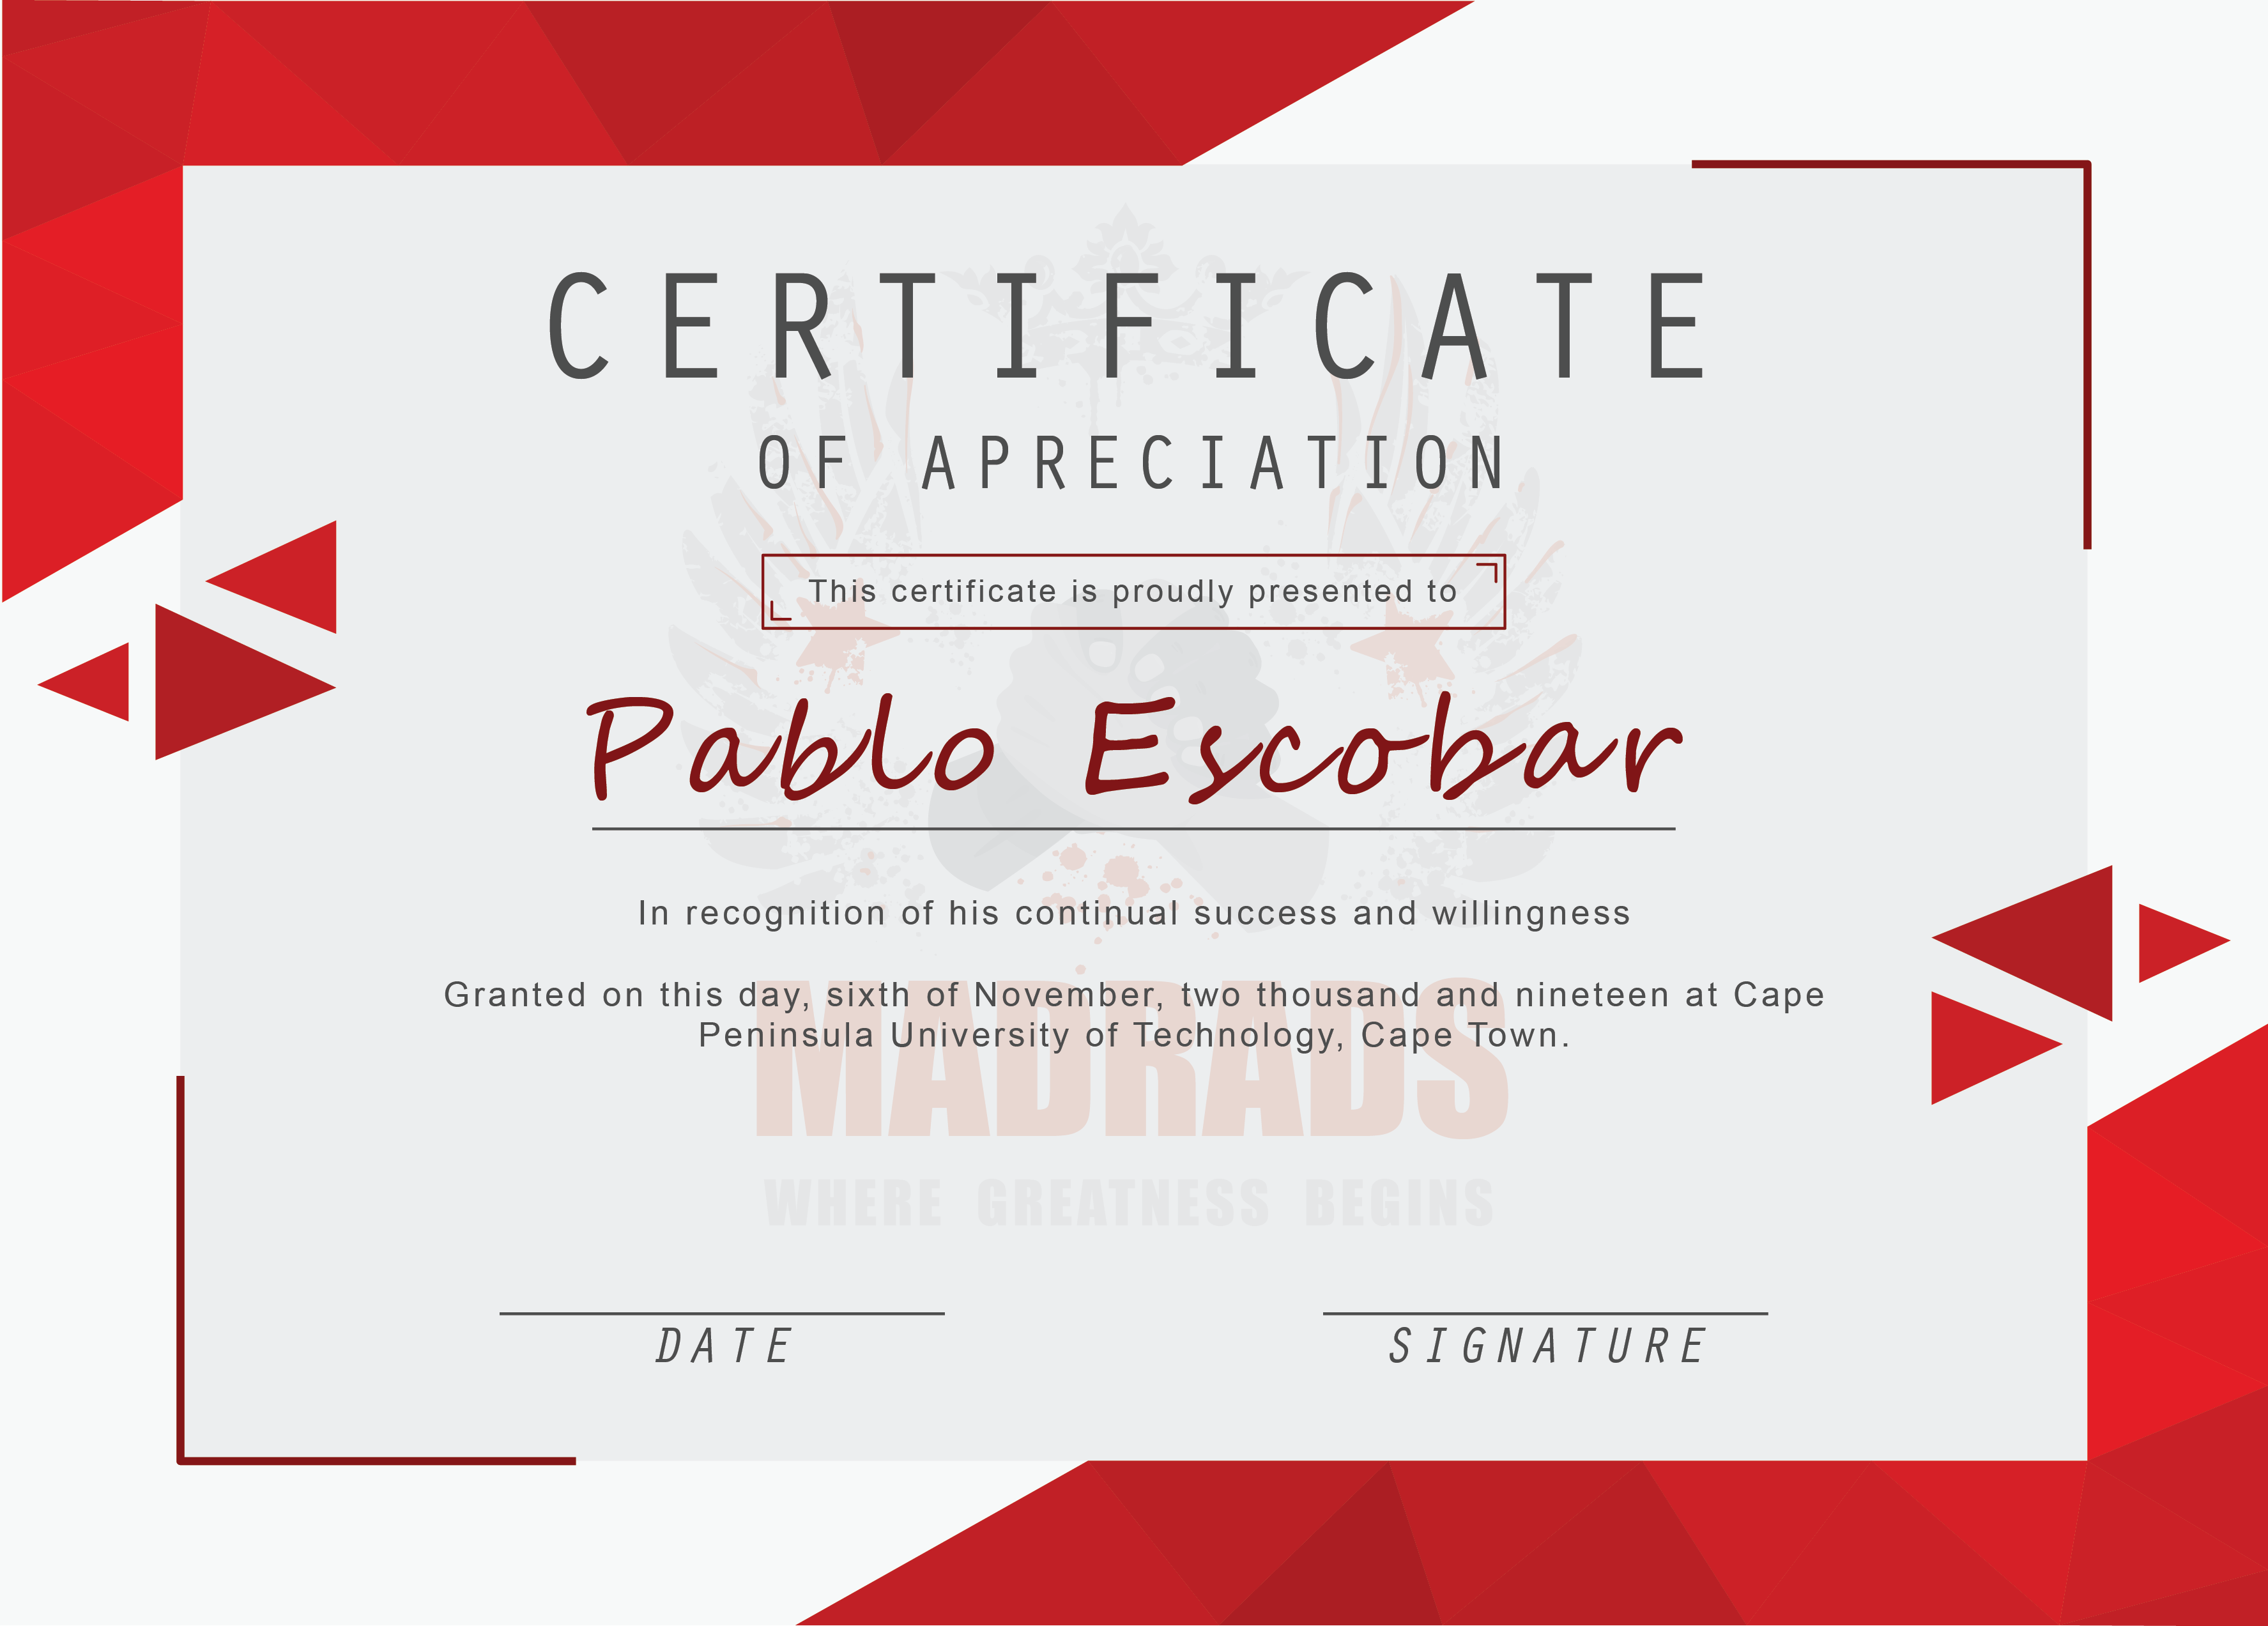 CERTIFICATE
OF APRECIATION
This certificate is proudly presented to
Pablo Escobar
In recognition of his continual success and willingness
Granted on this day, sixth of November, two thousand and nineteen at Cape
Peninsula University of Technology, Cape Town.
MADRADS
WHERE GREATNESS BEGINS
DATE
SIGNATURE